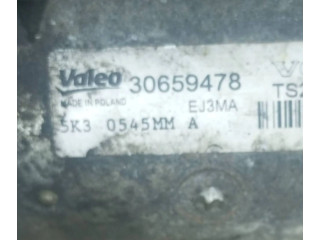 Valeo 30659478
MADE IN POLAND EJ3MA TS2
5K3 0545MM A